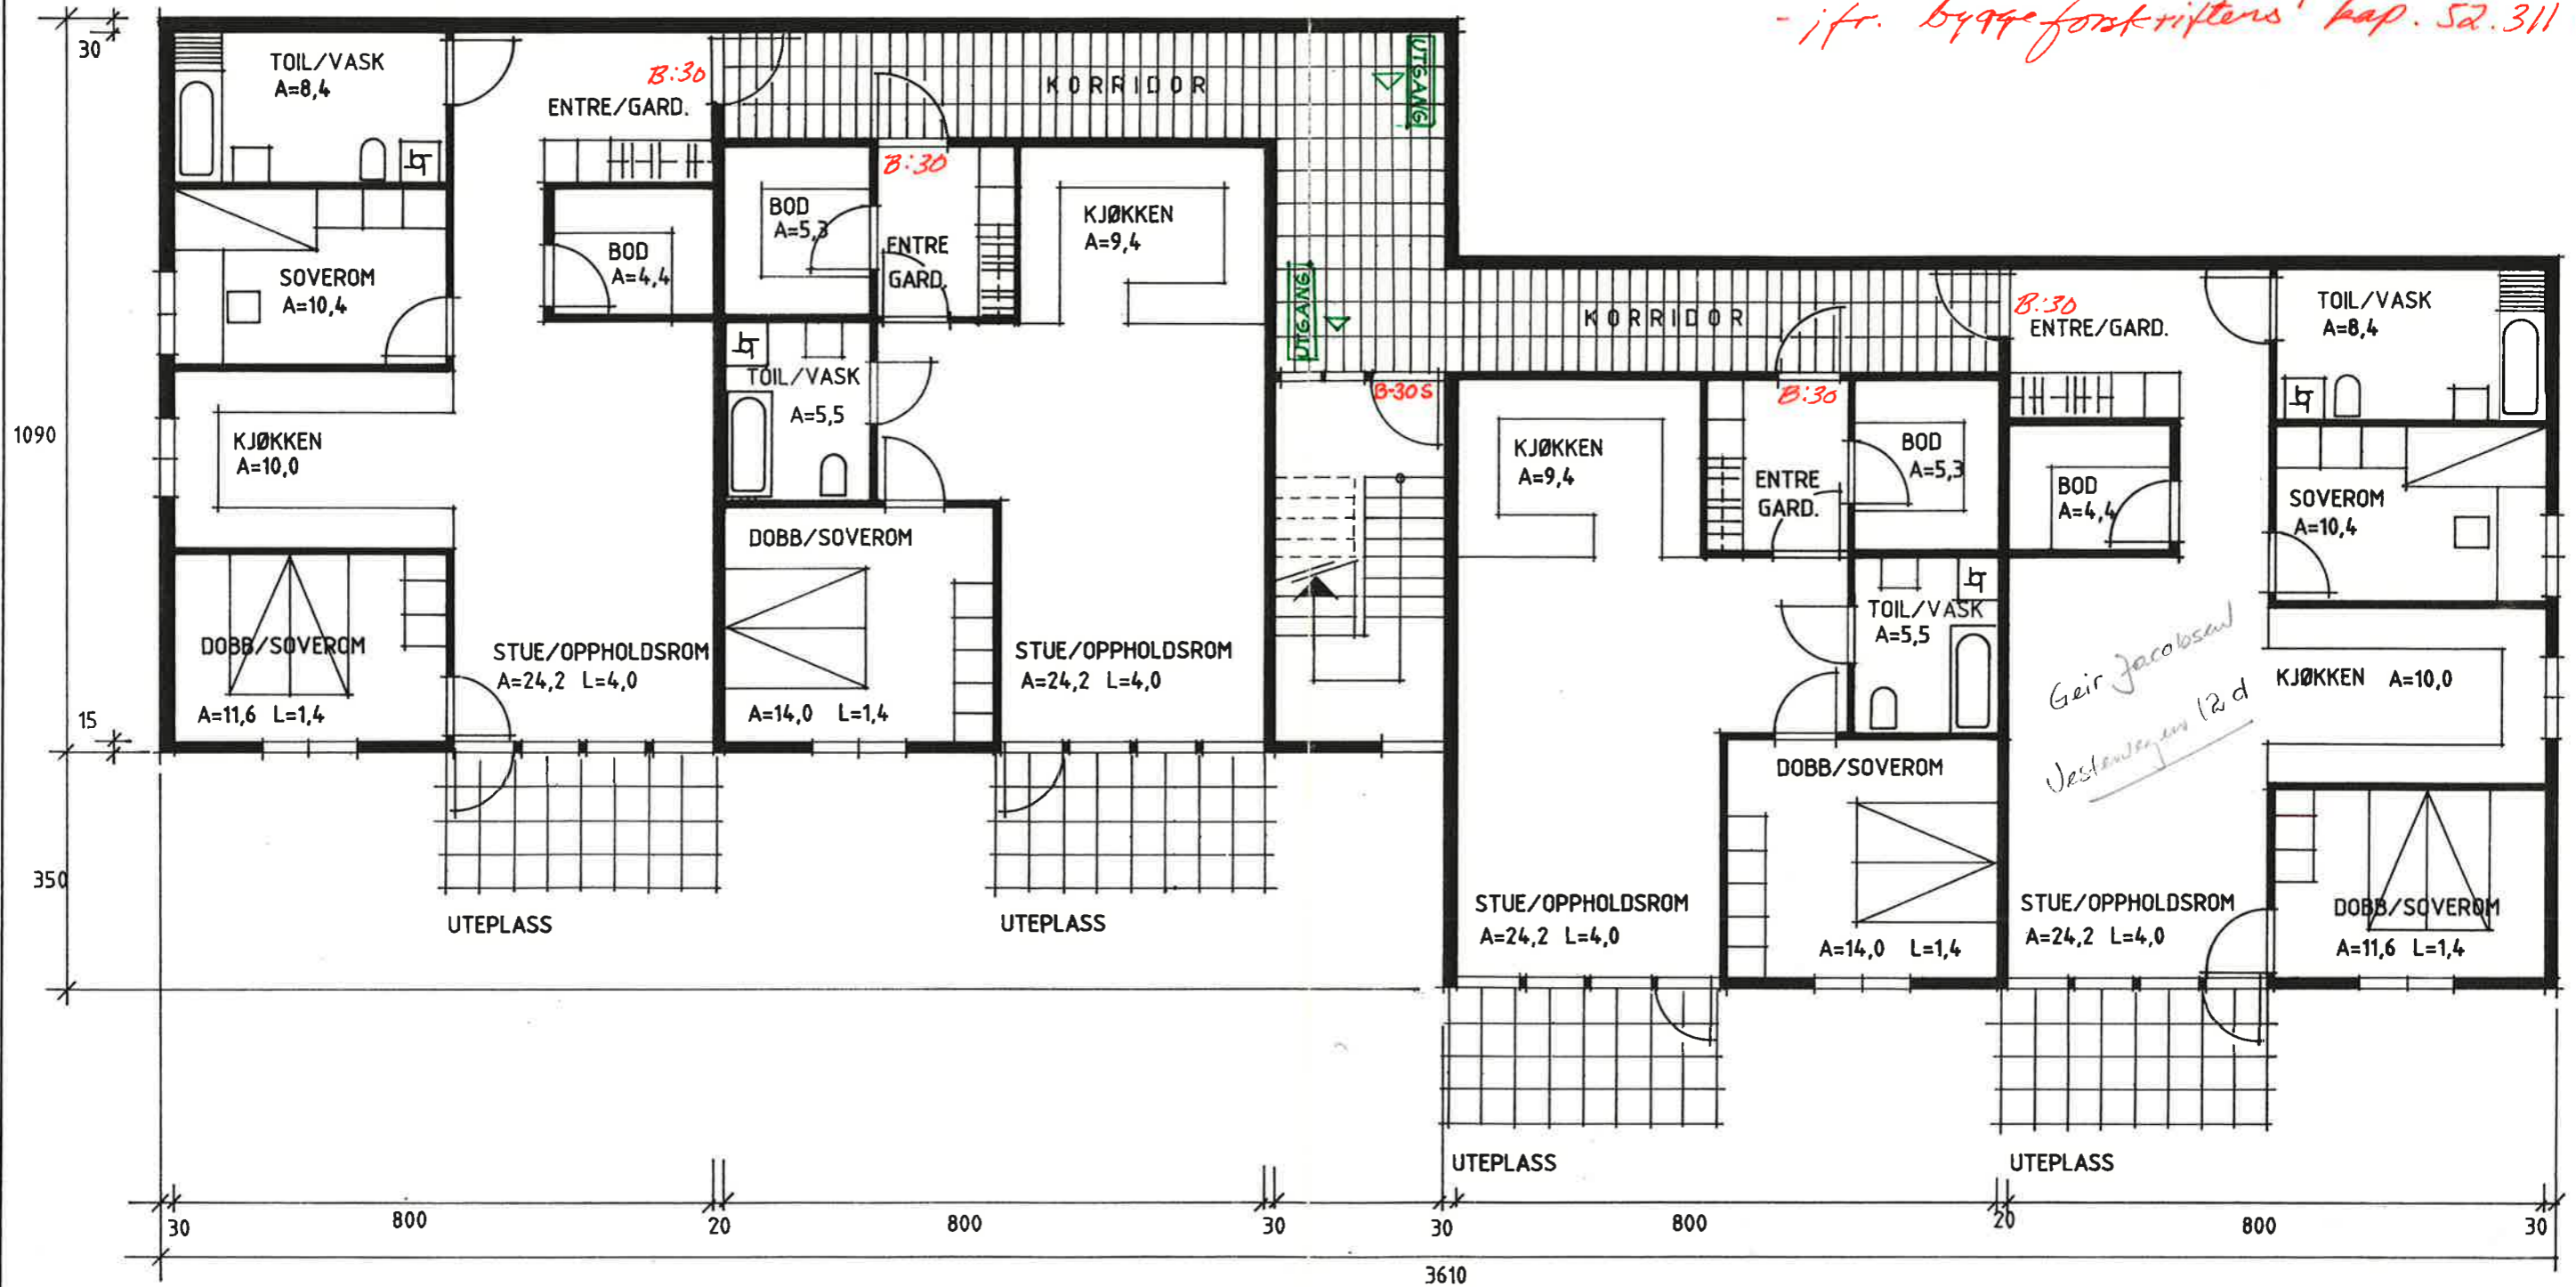 - jfr. byggeforskriftens' kap. 52.311
30
TOIL/VASK
A=8,4
B:30
ENTRE/GARD.
KORRIDOR
UTGANG
SOVEROM
A=10,4
BOD
A=4,4
BOD
A=5,3
B:30
ENTRE
GARD.
KJØKKEN
A=9,4
UTGANG
KORRIDOR
B:30
ENTRE/GARD.
TOIL/VASK
A=8,4
1090
KJØKKEN
A=10,0
TOIL/VASK
A=5,5
B-30S
B:30
KJØKKEN
A=9,4
ENTRE
GARD.
BOD
A=5,3
BOD
A=4,4
SOVEROM
A=10,4
DOBB/SOVEROM
TOIL/VASK
A=5,5
DOBB/SOVEROM
A=11,6 L=1,4
STUE/OPPHOLDSROM
A=24,2 L=4,0
A=14,0 L=1,4
STUE/OPPHOLDSROM
A=24,2 L=4,0
Geir Jacobsen
12 d
KJØKKEN A=10,0
15
DOBB/SOVEROM
350
STUE/OPPHOLDSROM
A=24,2 L=4,0
A=14,0 L=1,4
STUE/OPPHOLDSROM
A=24,2 L=4,0
DOBB/SOVEROM
A=11,6 L=1,4
UTEPLASS
UTEPLASS
UTEPLASS
UTEPLASS
30 800 20 800 30 30 800 20 800 30
3610